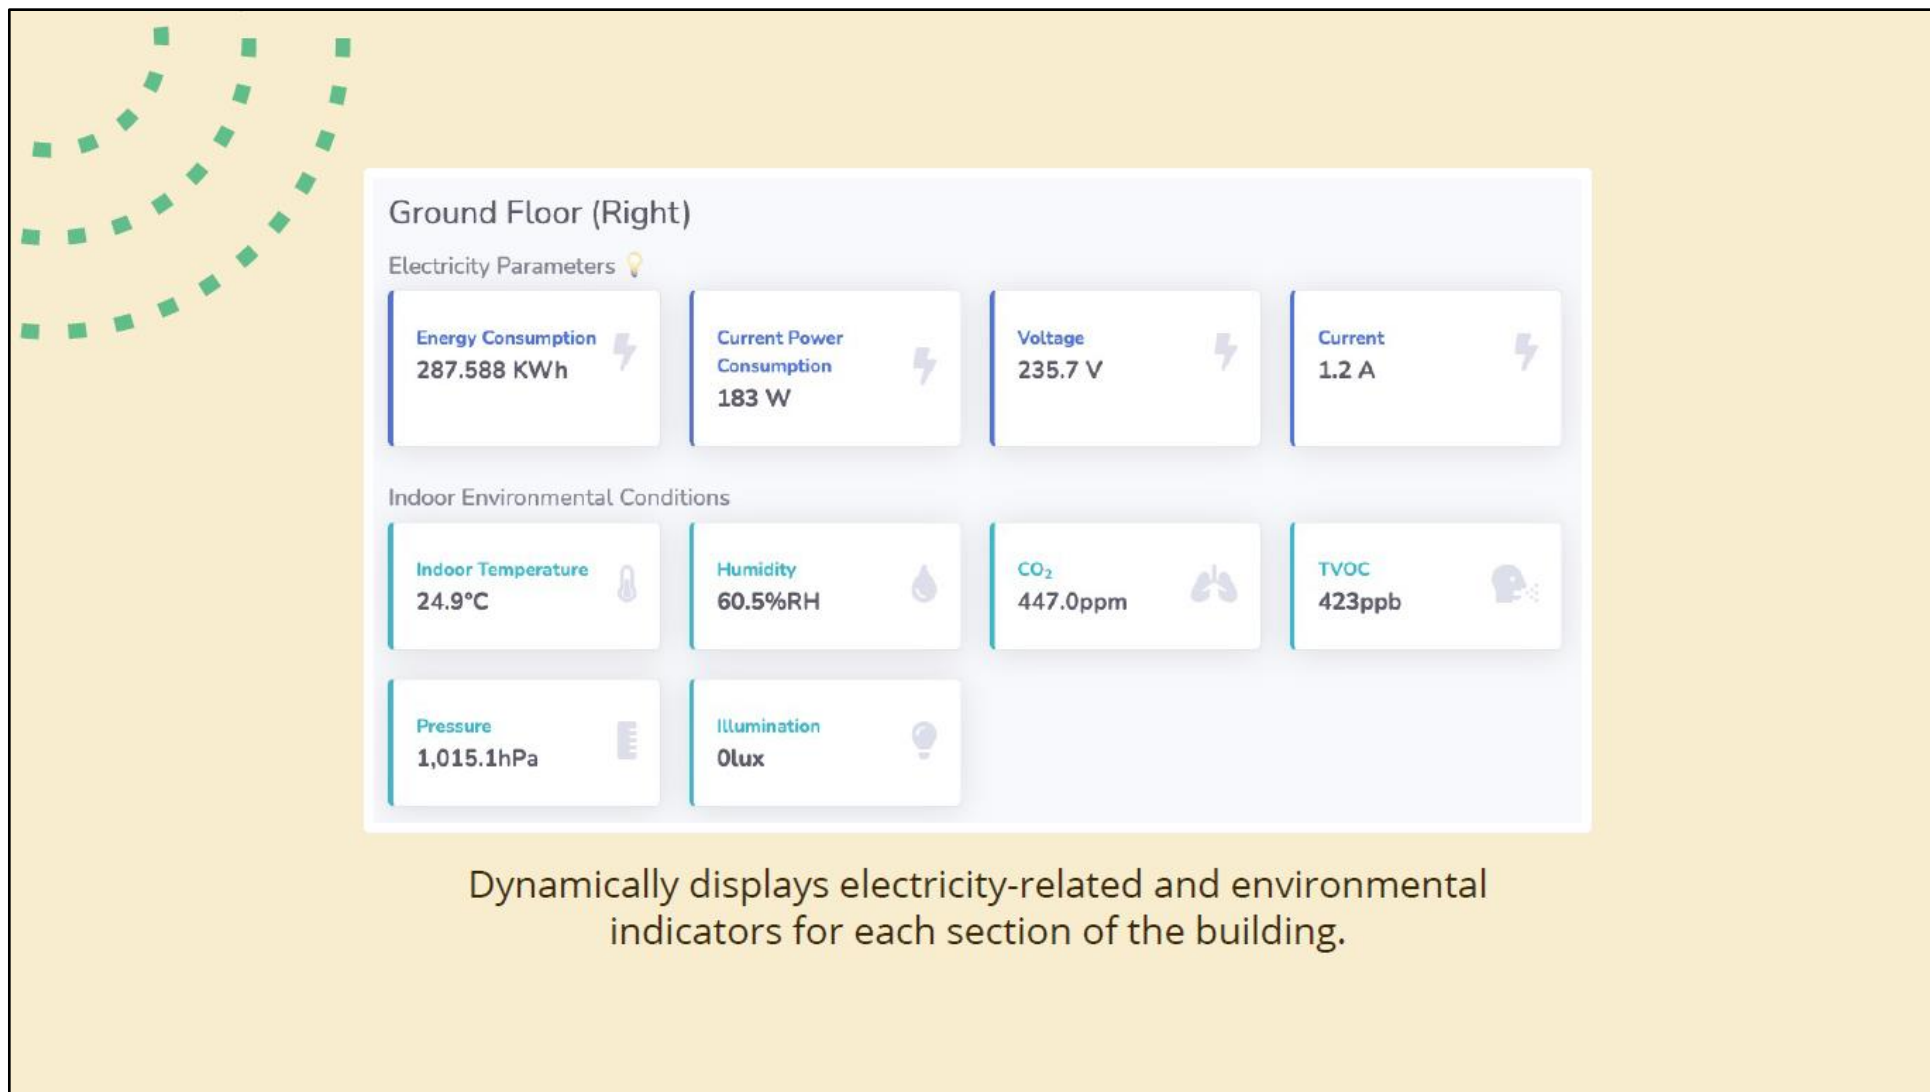 Ground Floor (Right)
Electricity Parameters 💡
Energy Consumption
287.588 KWh
Current Power
Consumption
183 W
Voltage
235.7 V
Current
1.2 A
Indoor Environmental Conditions
Indoor Temperature
24.9°C
Humidity
60.5%RH
CO₂
447.0ppm
TVOC
423ppb
Pressure
1,015.1hPa
Illumination
0lux
Dynamically displays electricity-related and environmental
indicators for each section of the building.